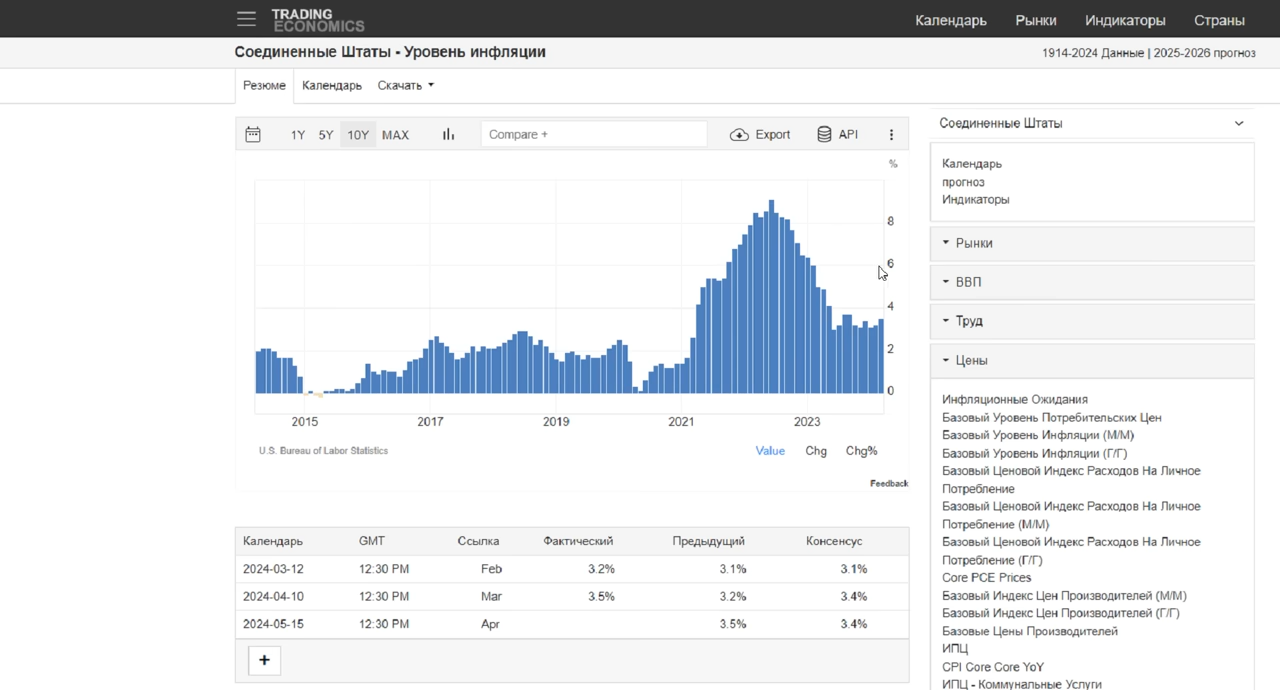 TRADING
ECONOMICS
Календарь Рынки Индикаторы Страны
Соединенные Штаты - Уровень инфляции
1914-2024 Данные | 2025-2026 прогноз
Резюме Календарь Скачать
1Y 5Y 10Y MAX Compare + Export API
%
8
6
4
2
0
2015 2017 2019 2021 2023
U.S. Bureau of Labor Statistics
Value Chg Chg%
Feedback
Календарь GMT Ссылка Фактический Предыдущий Консенсус
2024-03-12 12:30 PM Feb 3.2% 3.1% 3.1%
2024-04-10 12:30 PM Mar 3.5% 3.2% 3.4%
2024-05-15 12:30 PM Apr 3.5% 3.4%
+
Соединенные Штаты
Календарь
прогноз
Индикаторы
Рынки
ВВП
Труд
Цены
Инфляционные Ожидания
Базовый Уровень Потребительских Цен
Базовый Уровень Инфляции (М/М)
Базовый Уровень Инфляции (Г/Г)
Базовый Ценовой Индекс Расходов На Личное
Потребление
Базовый Ценовой Индекс Расходов На Личное
Потребление (М/М)
Базовый Ценовой Индекс Расходов На Личное
Потребление (Г/Г)
Core PCE Prices
Базовый Индекс Цен Производителей (М/М)
Базовый Индекс Цен Производителей (Г/Г)
Базовые Цены Производителей
ИПЦ
CPI Core Core YoY
ИПЦ - Коммунальные Услуги